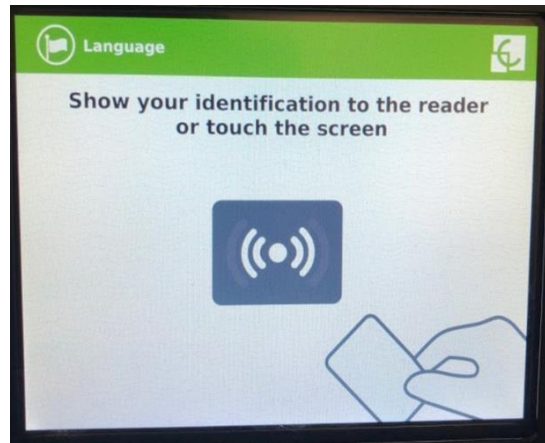 Language
Show your identification to the reader
or touch the screen